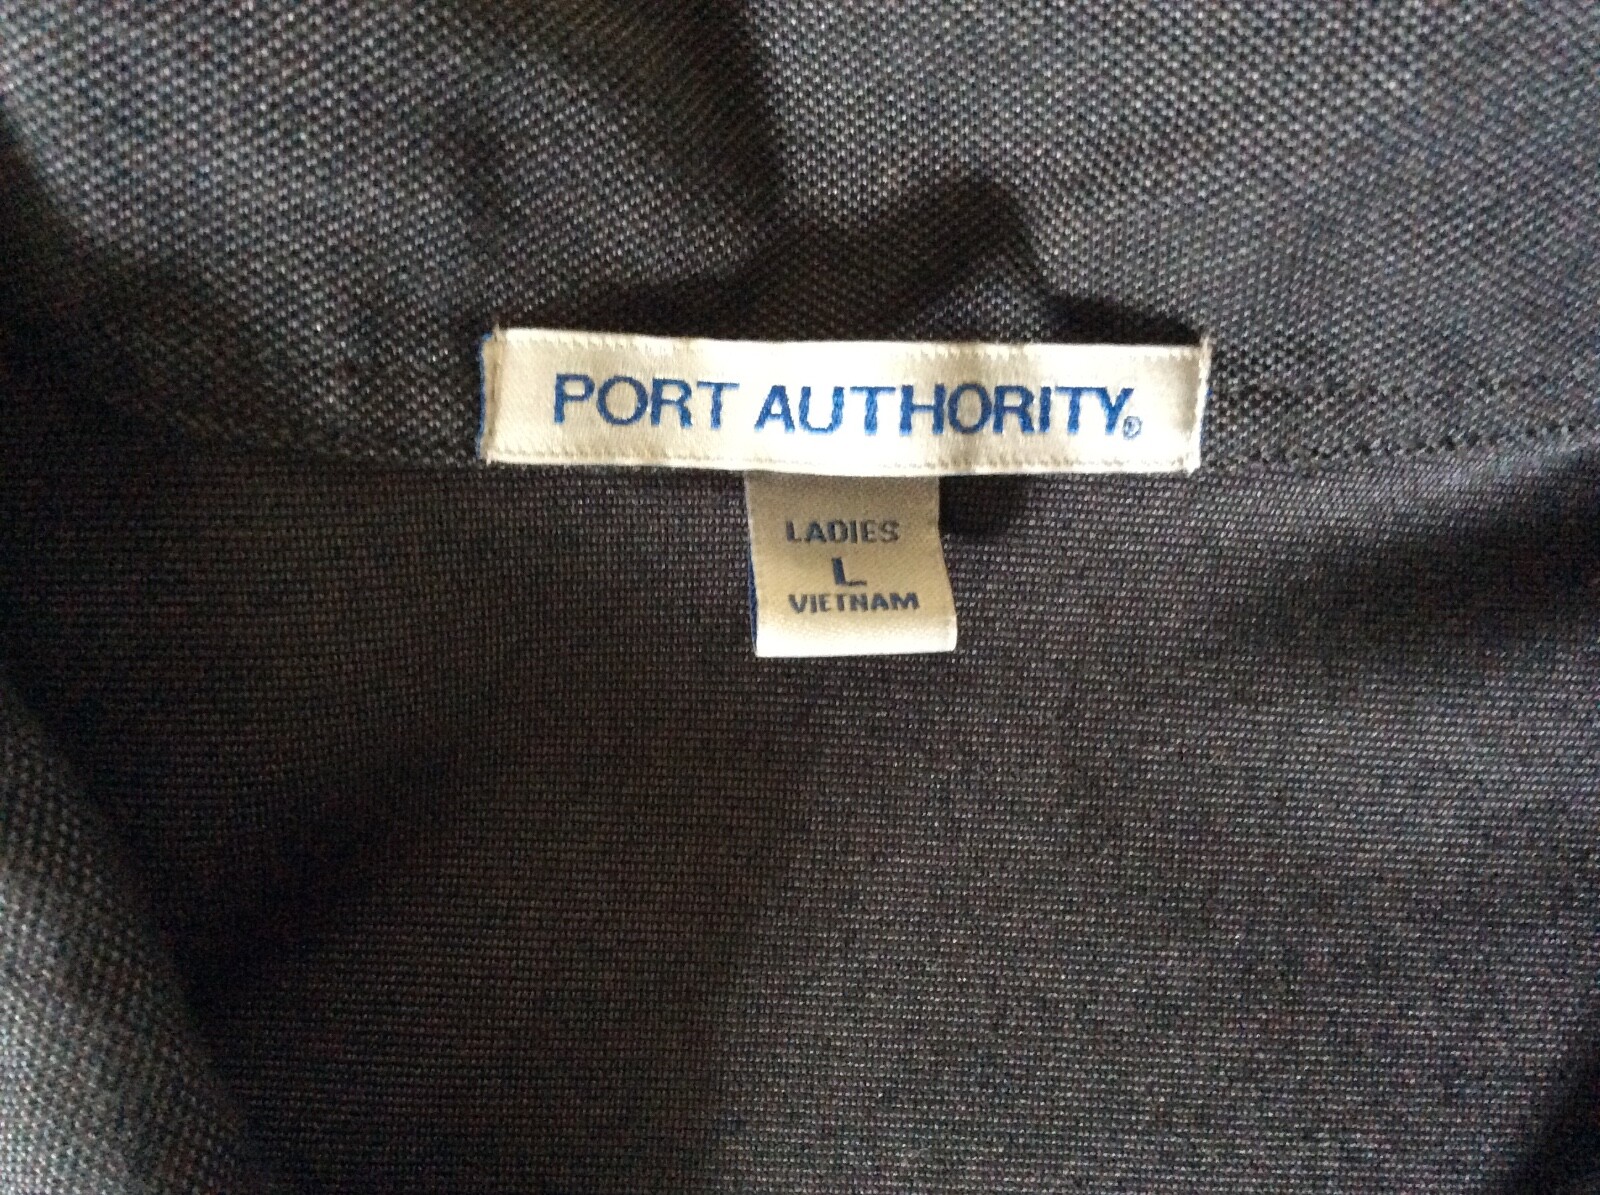 PORT AUTHORITY®
LADIES
L
VIETNAM